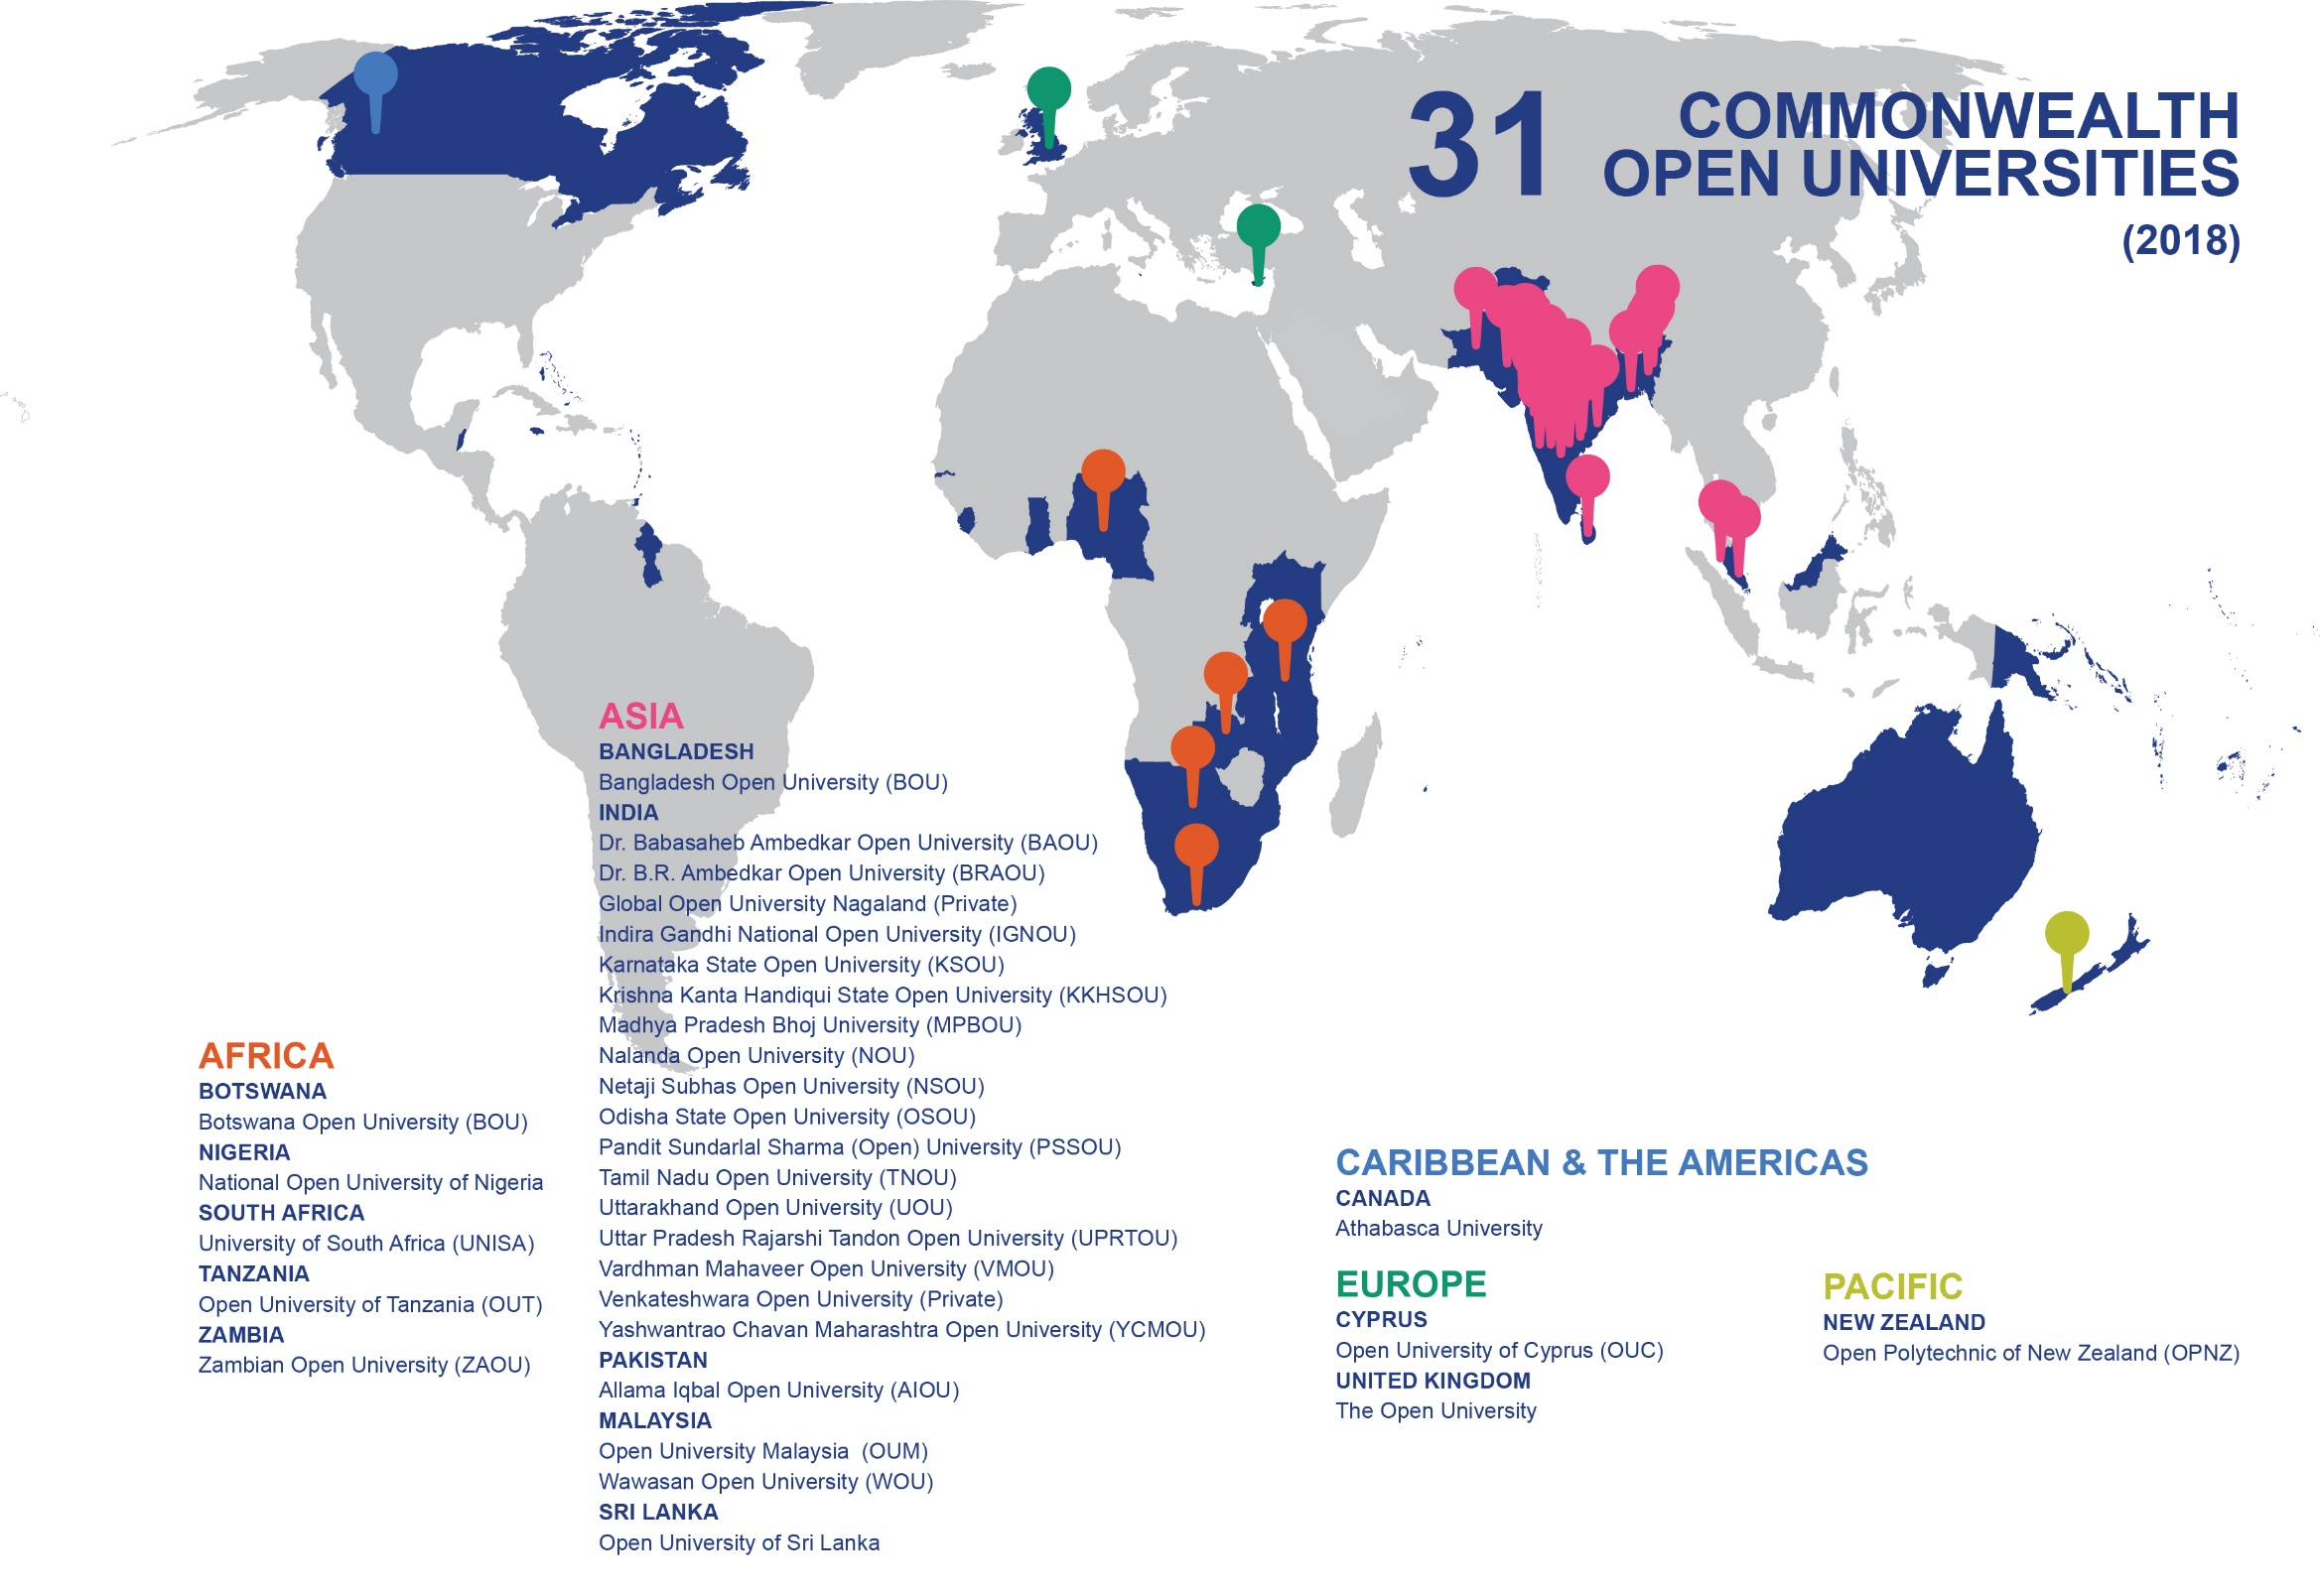 31 COMMONWEALTH
OPEN UNIVERSITIES
(2018)
ASIA
BANGLADESH
Bangladesh Open University (BOU)
INDIA
Dr. Babasaheb Ambedkar Open University (BAOU)
Dr. B.R. Ambedkar Open University (BRAOU)
Global Open University Nagaland (Private)
Indira Gandhi National Open University (IGNOU)
Karnataka State Open University (KSOU)
Krishna Kanta Handiqui State Open University (KKHSOU)
Madhya Pradesh Bhoj University (MPBOU)
Nalanda Open University (NOU)
Netaji Subhas Open University (NSOU)
Odisha State Open University (OSOU)
Pandit Sundarlal Sharma (Open) University (PSSOU)
Tamil Nadu Open University (TNOU)
Uttarakhand Open University (UOU)
Uttar Pradesh Rajarshi Tandon Open University (UPRTOU)
Vardhman Mahaveer Open University (VMOU)
Venkateshwara Open University (Private)
Yashwantrao Chavan Maharashtra Open University (YCMOU)
PAKISTAN
Allama Iqbal Open University (AIOU)
MALAYSIA
Open University Malaysia (OUM)
Wawasan Open University (WOU)
SRI LANKA
Open University of Sri Lanka
AFRICA
BOTSWANA
Botswana Open University (BOU)
NIGERIA
National Open University of Nigeria
SOUTH AFRICA
University of South Africa (UNISA)
TANZANIA
Open University of Tanzania (OUT)
ZAMBIA
Zambian Open University (ZAOU)
CARIBBEAN & THE AMERICAS
CANADA
Athabasca University
EUROPE
CYPRUS
Open University of Cyprus (OUC)
UNITED KINGDOM
The Open University
PACIFIC
NEW ZEALAND
Open Polytechnic of New Zealand (OPNZ)